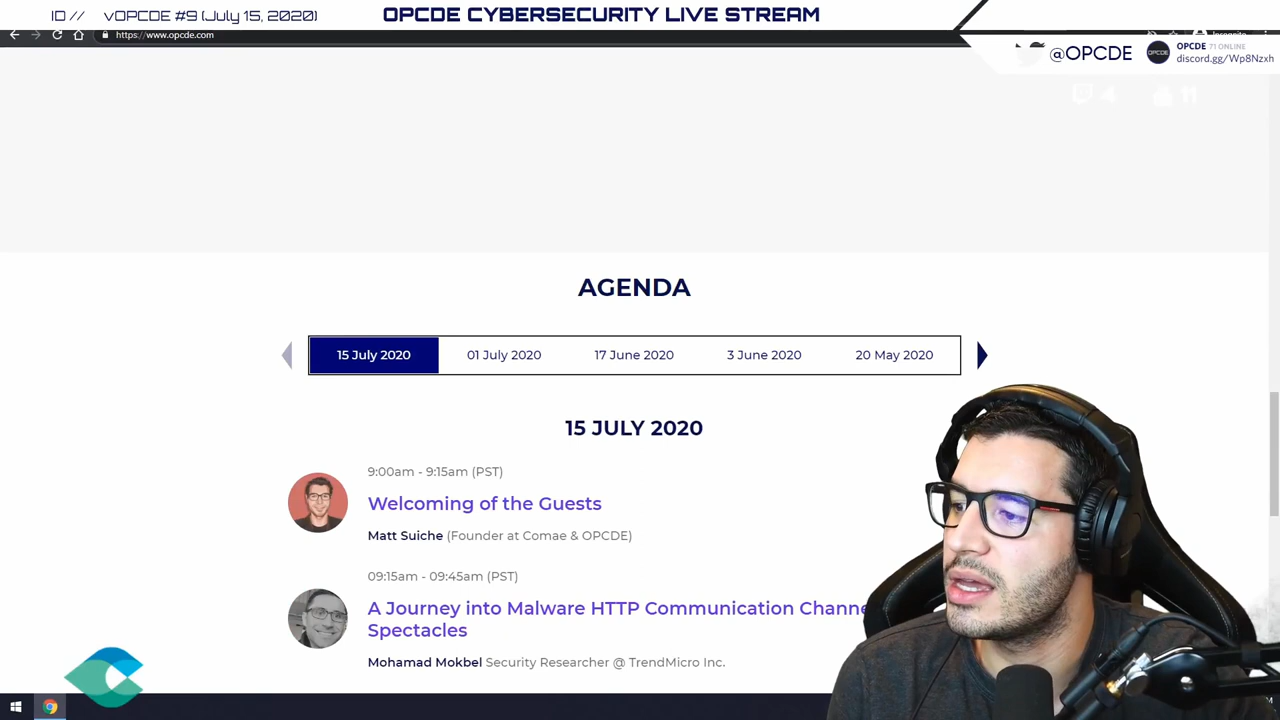 ID // vOPCDE #9 (July 15, 2020)
OPCDE CYBERSECURITY LIVE STREAM
https://www.opcde.com
@OPCDE
OPCDE 71 ONLINE
discord.gg/Wp8Nzxh
AGENDA
15 July 2020
01 July 2020
17 June 2020
3 June 2020
20 May 2020
15 JULY 2020
9:00am - 9:15am (PST)
Welcoming of the Guests
Matt Suiche (Founder at Comae & OPCDE)
09:15am - 09:45am (PST)
A Journey into Malware HTTP Communication Channe
Spectacles
Mohamad Mokbel Security Researcher @ TrendMicro Inc.